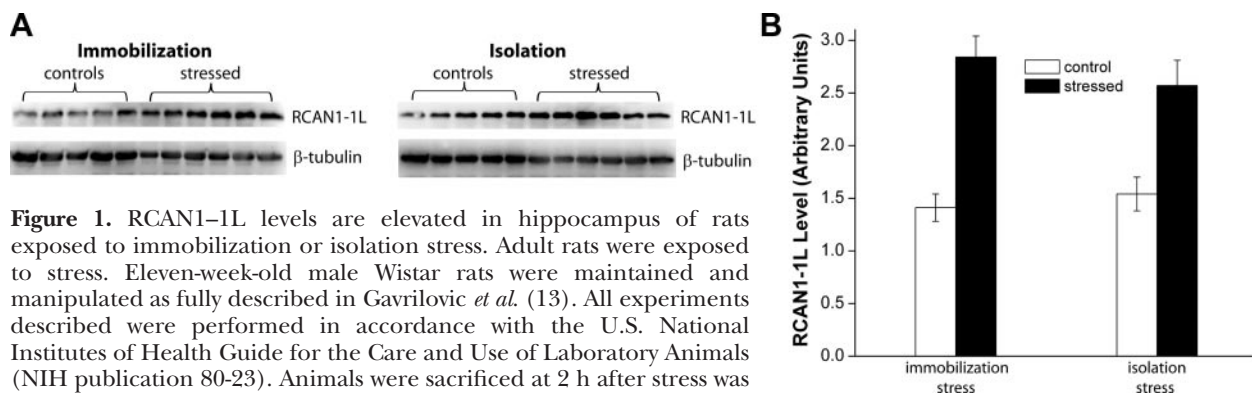 A
Immobilization
controls stressed
RCAN1-1L
β-tubulin
Isolation
controls stressed
RCAN1-1L
β-tubulin
Figure 1. RCAN1–1L levels are elevated in hippocampus of rats
exposed to immobilization or isolation stress. Adult rats were exposed
to stress. Eleven-week-old male Wistar rats were maintained and
manipulated as fully described in Gavrilovic et al. (13). All experiments
described were performed in accordance with the U.S. National
Institutes of Health Guide for the Care and Use of Laboratory Animals
(NIH publication 80-23). Animals were sacrificed at 2 h after stress was
B
RCAN1-1L Level (Arbitrary Units)
3.0
2.5
2.0
1.5
1.0
0.5
0.0
control
stressed
immobilization
stress
isolation
stress